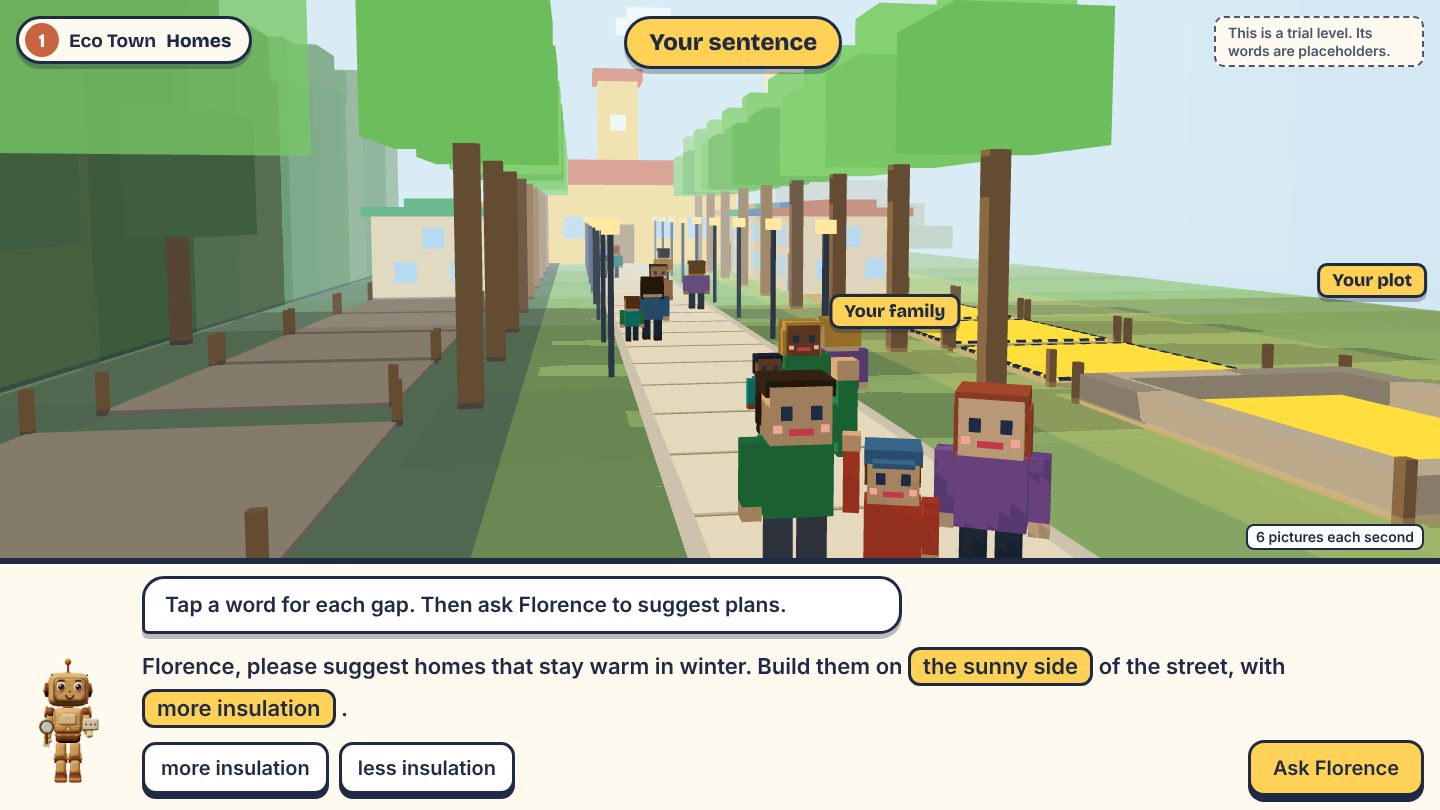 1 Eco Town Homes
Your sentence
This is a trial level. Its
words are placeholders.
Your plot
Your family
6 pictures each second
Tap a word for each gap. Then ask Florence to suggest plans.
Florence, please suggest homes that stay warm in winter. Build them on the sunny side of the street, with
more insulation .
more insulation less insulation
Ask Florence